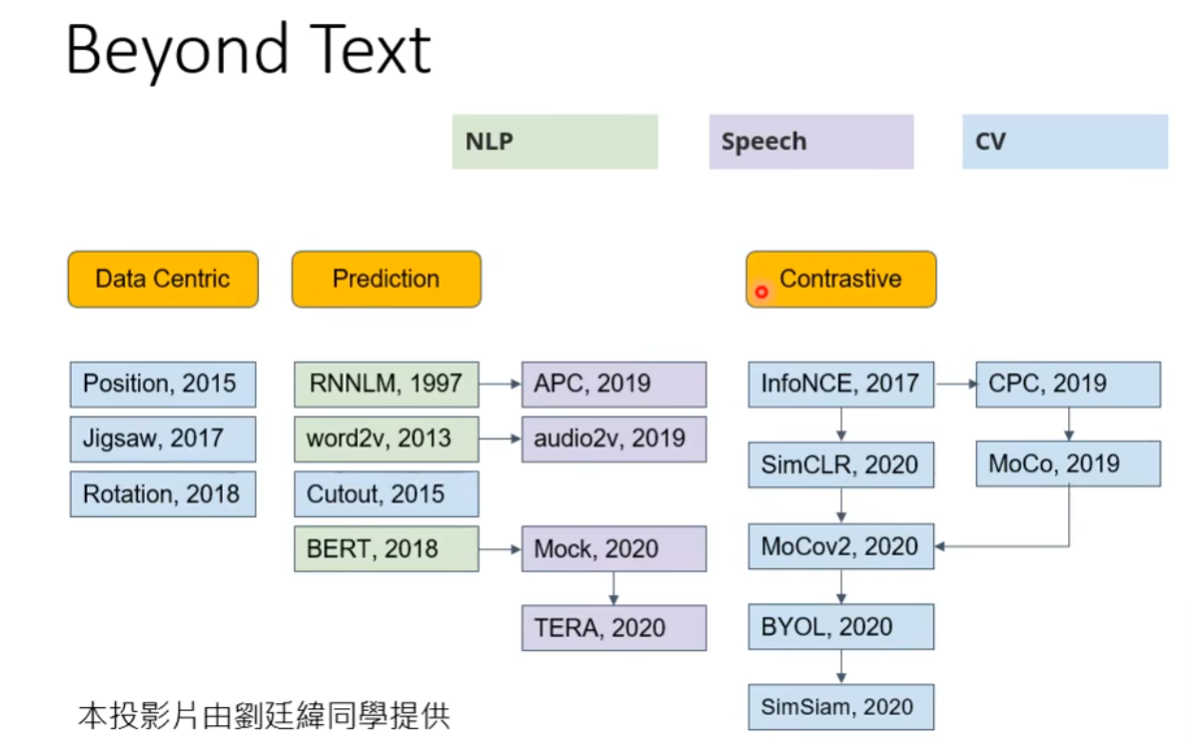 Beyond Text
NLP
Speech
CV
Data Centric
Prediction
Contrastive
Position, 2015
RNNLM, 1997
APC, 2019
InfoNCE, 2017
CPC, 2019
Jigsaw, 2017
word2v, 2013
audio2v, 2019
SimCLR, 2020
MoCo, 2019
Rotation, 2018
Cutout, 2015
BERT, 2018
Mock, 2020
MoCov2, 2020
TERA, 2020
BYOL, 2020
SimSiam, 2020
本投影片由劉廷緯同學提供